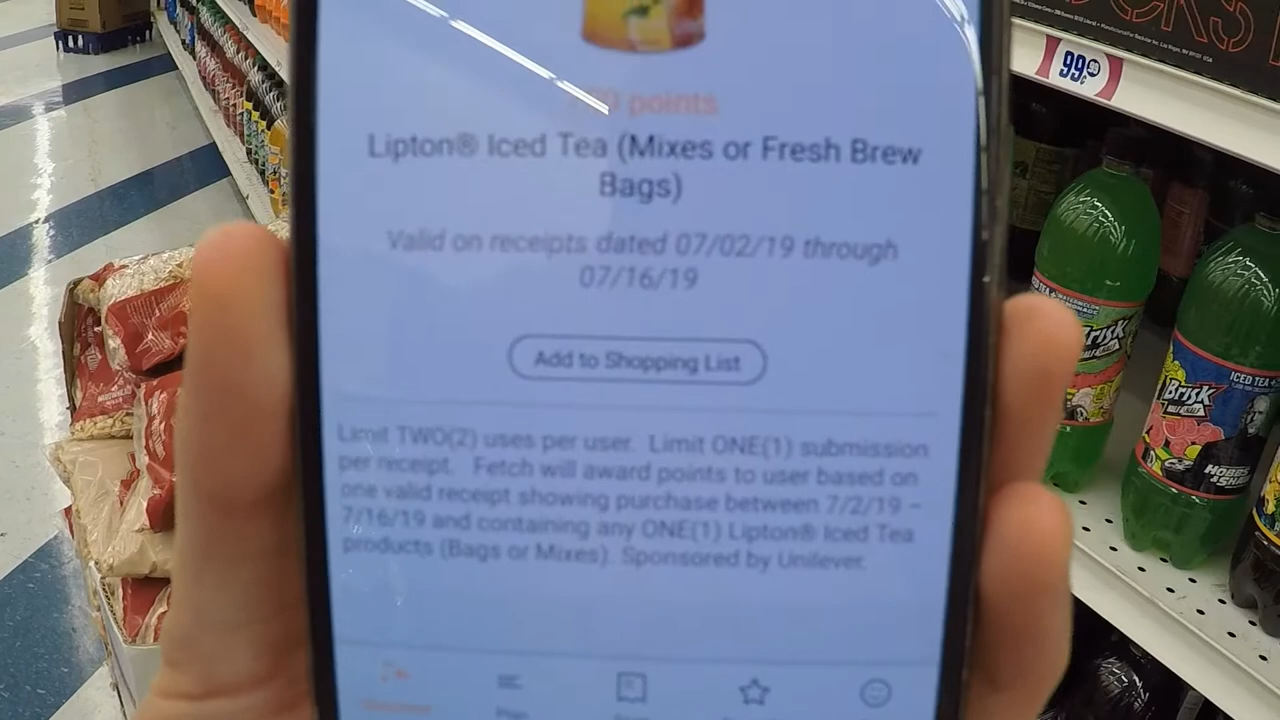 99¢
points
Lipton® Iced Tea (Mixes or Fresh Brew
Bags)
Valid on receipts dated 07/02/19 through
07/16/19
Add to Shopping List
Limit TWO(2) uses per user. Limit ONE(1) submission
per receipt. Fetch will award points to user based on
one valid receipt showing purchase between 7/2/19 –
7/16/19 and containing any ONE(1) Lipton® Iced Tea
products (Bags or Mixes). Sponsored by Unilever.
Brisk
ICED TEA +
Brisk
HALF & HALF
HOBBS
& SHAW